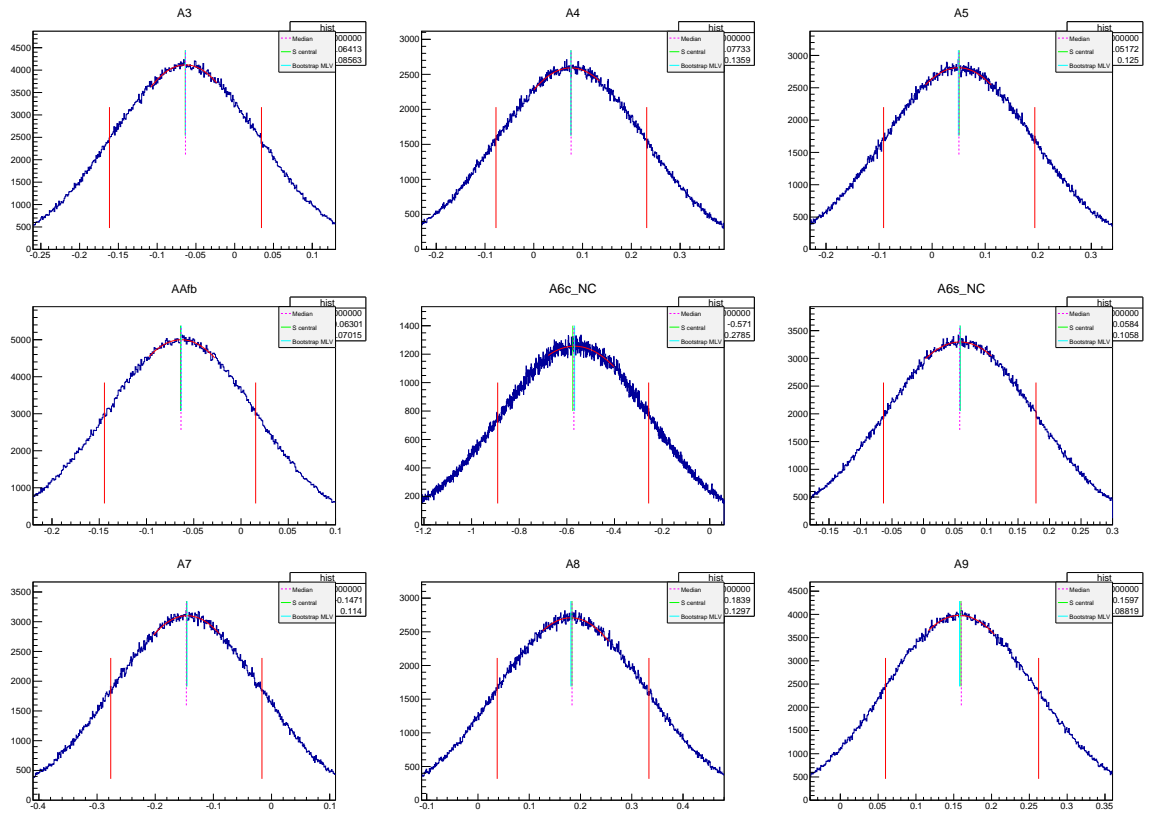 A3
hist
Median 000000
S central .06413
Bootstrap MLV .08563
4500
4000
3500
3000
2500
2000
1500
1000
500
0
-0.25 -0.2 -0.15 -0.1 -0.05 0 0.05 0.1
A4
hist
Median 000000
S central .07733
Bootstrap MLV 0.1359
3000
2500
2000
1500
1000
500
0
-0.2 -0.1 0 0.1 0.2 0.3
A5
hist
Median 000000
S central .05172
Bootstrap MLV 0.125
3000
2500
2000
1500
1000
500
0
-0.2 -0.1 0 0.1 0.2 0.3
AAfb
hist
Median 000000
S central .06301
Bootstrap MLV .07015
5000
4000
3000
2000
1000
0
-0.2 -0.15 -0.1 -0.05 0 0.05 0.1
A6c_NC
hist
Median 000000
S central -0.571
Bootstrap MLV 0.2785
1400
1200
1000
800
600
400
200
0
-1.2 -1 -0.8 -0.6 -0.4 -0.2 0
A6s_NC
hist
Median 000000
S central 0.0584
Bootstrap MLV 0.1058
3500
3000
2500
2000
1500
1000
500
0
-0.15 -0.1 -0.05 0 0.05 0.1 0.15 0.2 0.25 0.3
A7
hist
Median 000000
S central -0.1471
Bootstrap MLV 0.114
3500
3000
2500
2000
1500
1000
500
0
-0.4 -0.3 -0.2 -0.1 0 0.1
A8
hist
Median 000000
S central 0.1839
Bootstrap MLV 0.1297
3000
2500
2000
1500
1000
500
0
-0.1 0 0.1 0.2 0.3 0.4
A9
hist
Median 000000
S central 0.1597
Bootstrap MLV .08819
4500
4000
3500
3000
2500
2000
1500
1000
500
0
0 0.05 0.1 0.15 0.2 0.25 0.3 0.35